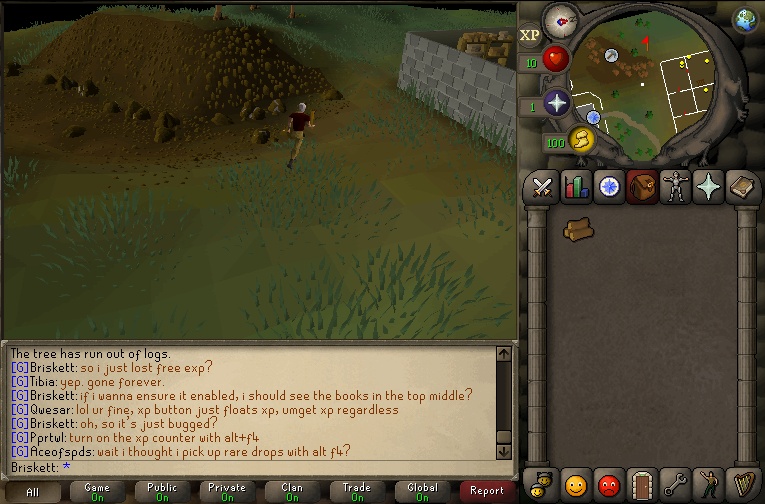 XP
10
1
100
The tree has run out of logs.
[G]Briskett: so i just lost free exp?
[G]Tibia: yep. gone forever.
[G]Briskett: if i wanna ensure it enabled, i should see the books in the top middle?
[G]Qwesar: lol ur fine, xp button just floats xp, umget xp regardless
[G]Briskett: oh, so it's just bugged?
[G]Pprtwl: turn on the xp counter with alt+f4
[G]Aceofspds: wait i thought i pick up rare drops with alt f4?
Briskett: *
All
Game
On
Public
On
Private
On
Clan
On
Trade
On
Global
On
Report